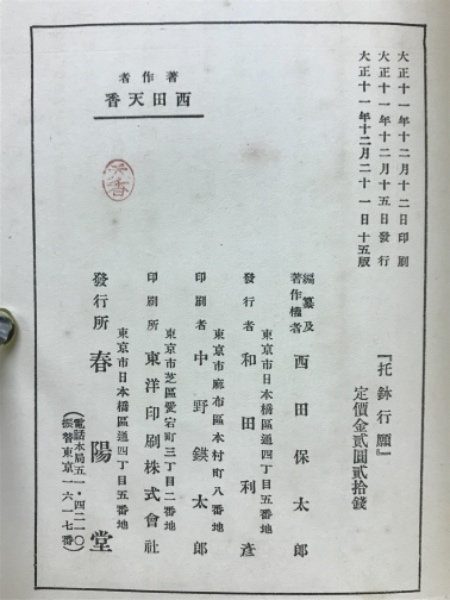 大正十一年十二月十二日印刷
大正十一年十二月十五日發行
大正十一年十二月二十一日十五版
『托鉢行願』
定價金貳圓貳拾錢
著作者
西田天香
天香
編纂及
著作權者 西田保太郎
東京市日本橋區通四丁目五番地
發行者 和田利彥
東京市麻布區本村町八番地
印刷者 中野鍈太郎
東京市芝區愛宕町三丁目二番地
印刷所 東洋印刷株式會社
東京市日本橋區通四丁目五番地
發行所 春陽堂
(電話本局五一・四二一〇
振替東京一六一七番)